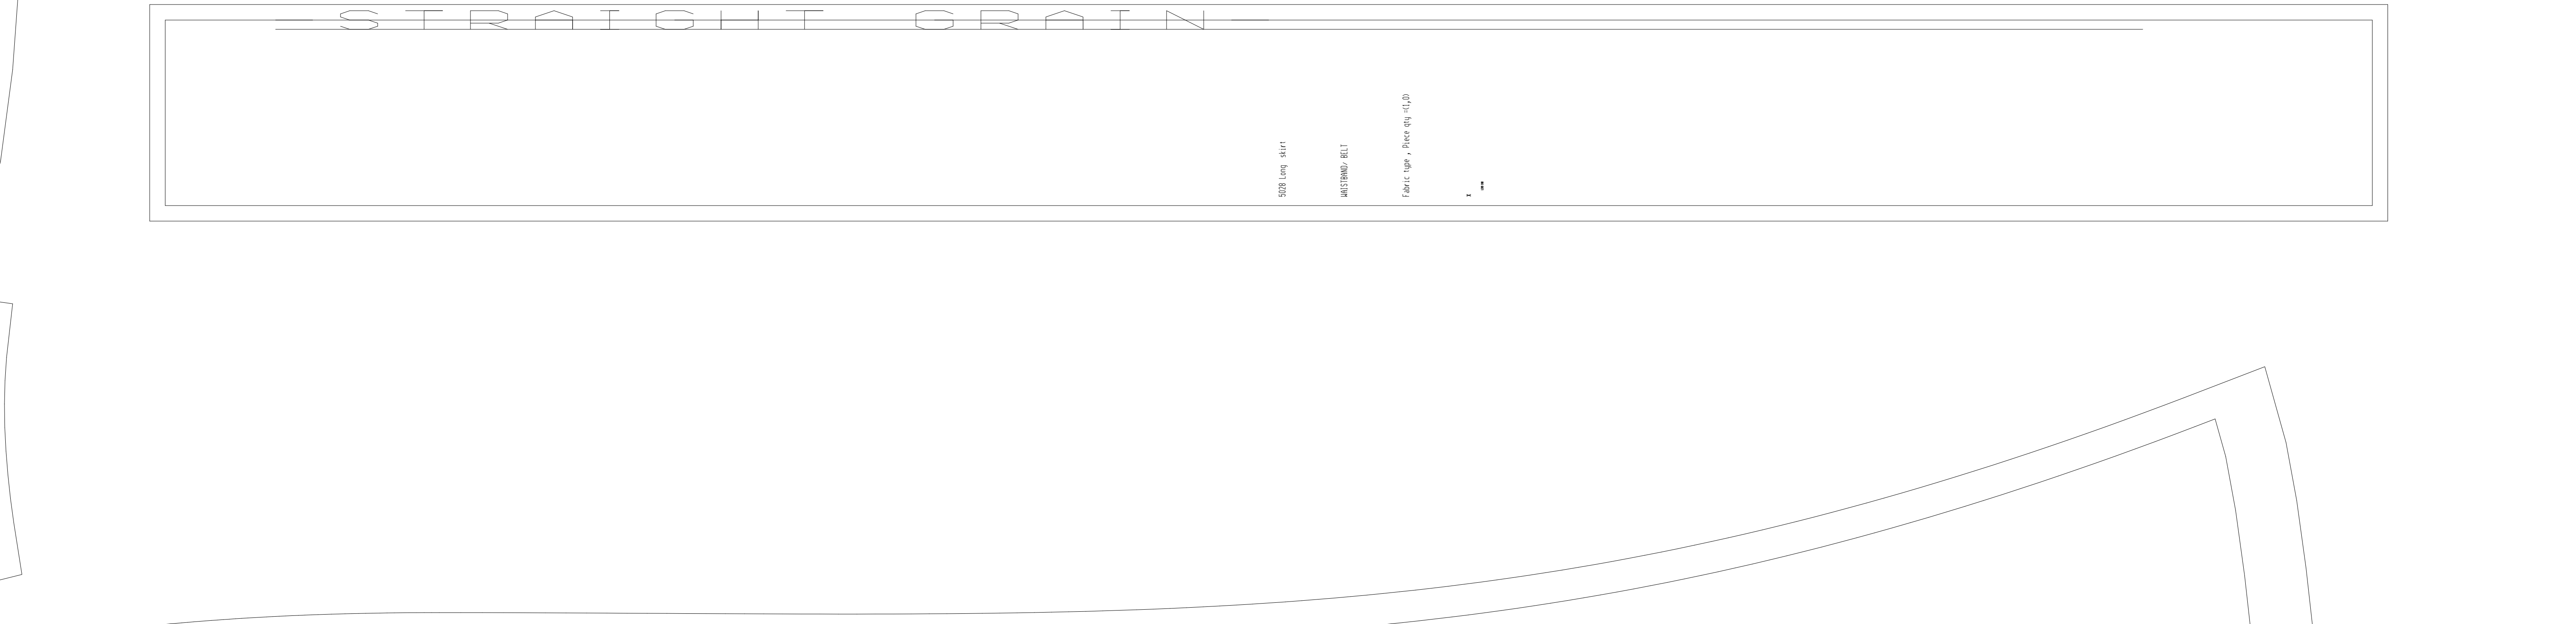 - STRAIGHT GRAIN -
5028 Long skirt
WAISTBAND/ BELT
Fabric type , Piece qty =(1,0)